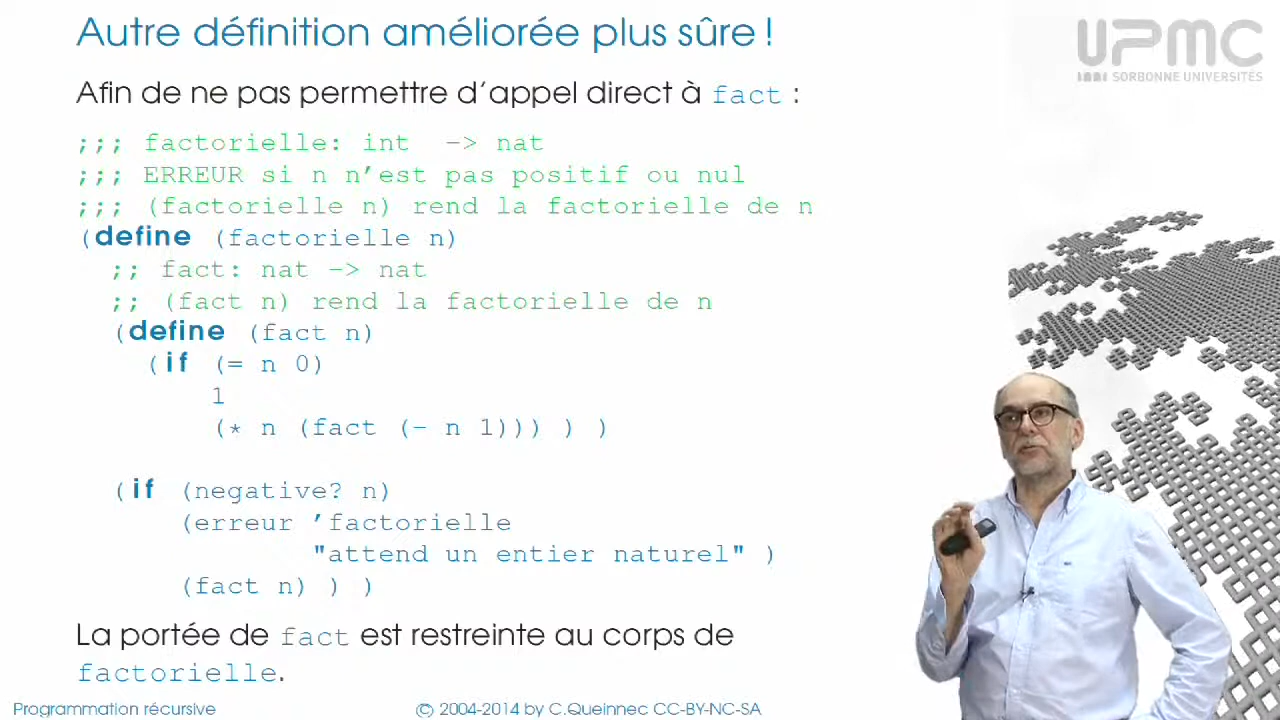 Autre définition améliorée plus sûre !
UPMC
SORBONNE UNIVERSITÉS
Afin de ne pas permettre d'appel direct à fact :
;;; factorielle: int -> nat
;;; ERREUR si n n'est pas positif ou nul
;;; (factorielle n) rend la factorielle de n
(define (factorielle n)
;; fact: nat -> nat
;; (fact n) rend la factorielle de n
(define (fact n)
(if (= n 0)
1
(* n (fact (- n 1))) ) )
(if (negative? n)
(erreur 'factorielle
"attend un entier naturel" )
(fact n) ) )
La portée de fact est restreinte au corps de
factorielle.
Programmation récursive
© 2004-2014 by C.Queinnec CC-BY-NC-SA